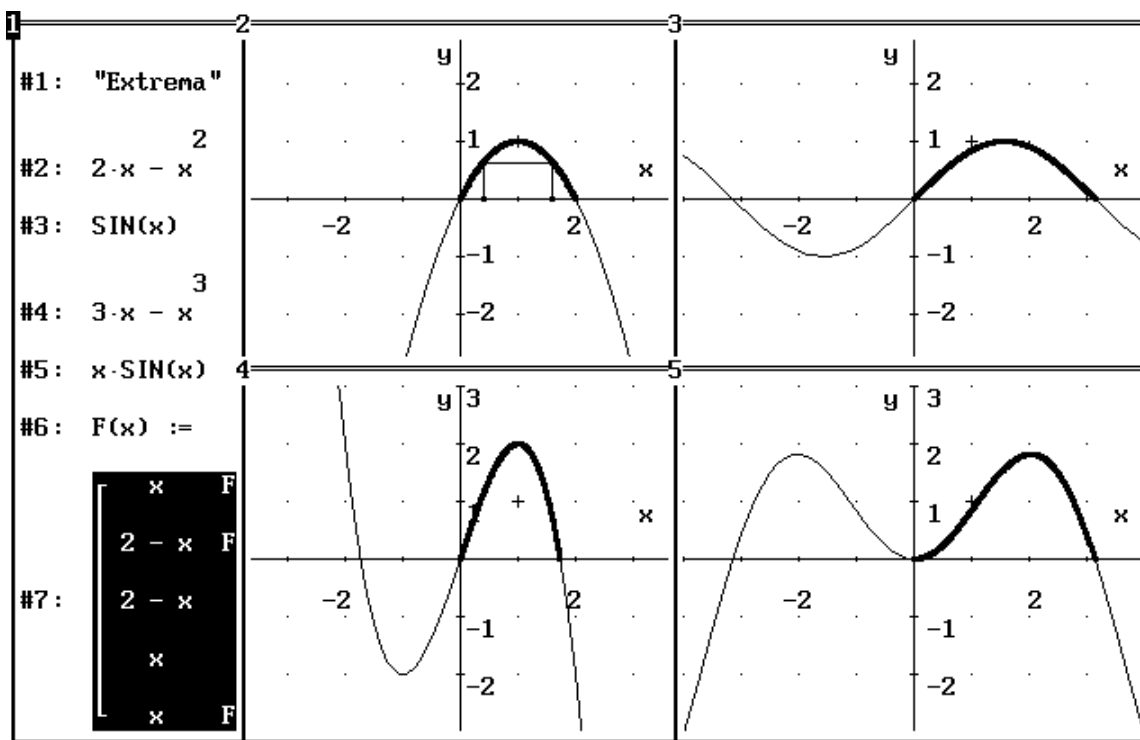 1
#1: "Extrema"
2
#2: 2·x - x
#3: SIN(x)
3
#4: 3·x - x
#5: x·SIN(x)
#6: F(x) :=
x F
2 - x F
#7: 2 - x
x
x F
2
y
2
1
x
-2
2
-1
-2
3
y
2
1
x
-2
2
-1
-2
4
y
3
2
1
x
-2
2
-1
-2
5
y
3
2
1
x
-2
2
-1
-2